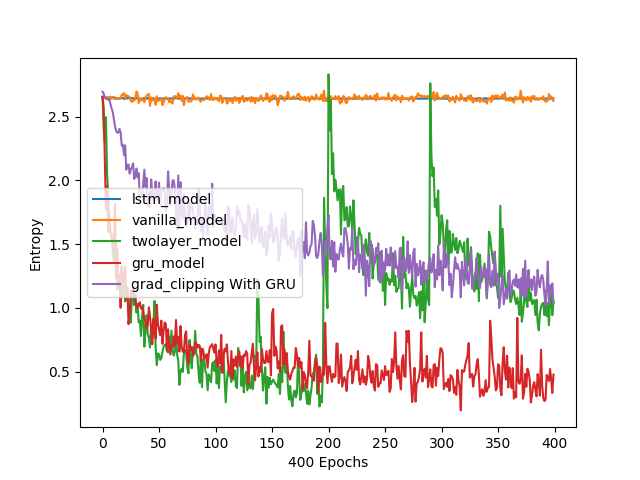 Entropy
2.5
2.0
1.5
1.0
0.5
lstm_model
vanilla_model
twolayer_model
gru_model
grad_clipping With GRU
0 50 100 150 200 250 300 350 400
400 Epochs